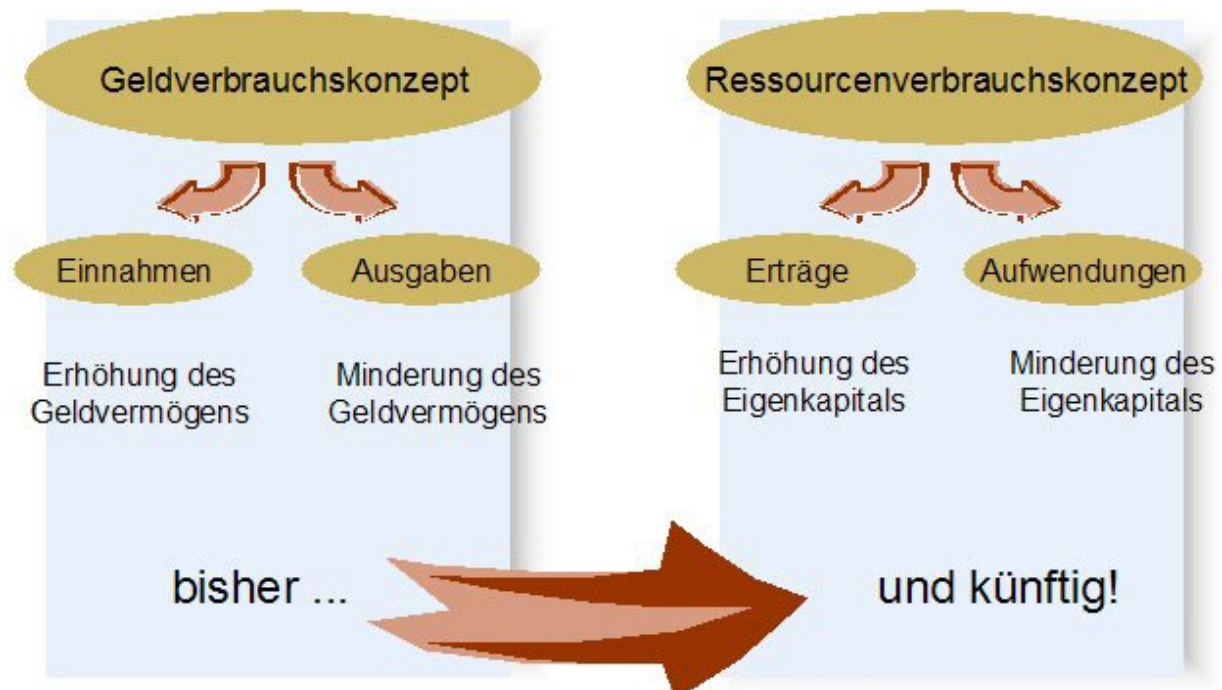 Geldverbrauchskonzept
Einnahmen
Ausgaben
Erhöhung des
Geldvermögens
Minderung des
Geldvermögens
bisher ...
Ressourcenverbrauchskonzept
Erträge
Aufwendungen
Erhöhung des
Eigenkapitals
Minderung des
Eigenkapitals
und künftig!